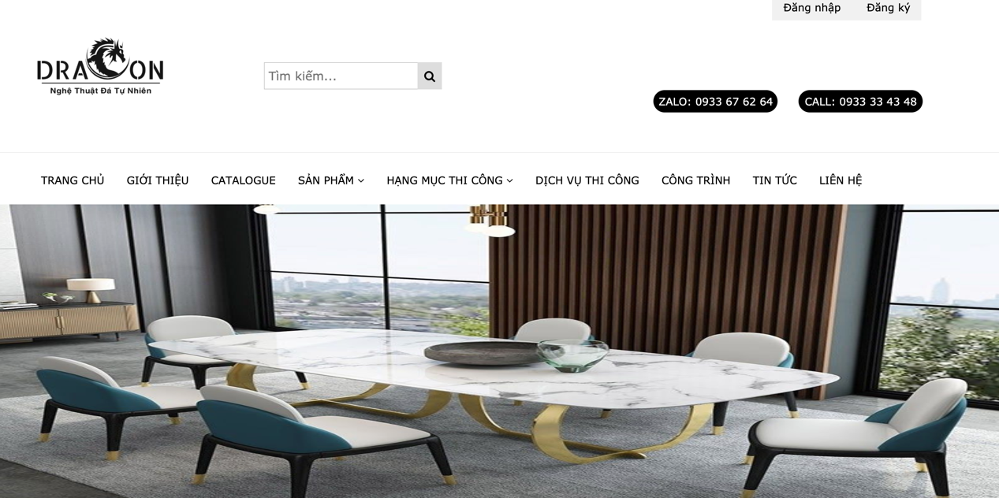 Đăng nhập Đăng ký
DRAGON
Nghệ Thuật Đá Tự Nhiên
Tìm kiếm...
ZALO: 0933 67 62 64 CALL: 0933 33 43 48
TRANG CHỦ GIỚI THIỆU CATALOGUE SẢN PHẨM HẠNG MỤC THI CÔNG DỊCH VỤ THI CÔNG CÔNG TRÌNH TIN TỨC LIÊN HỆ